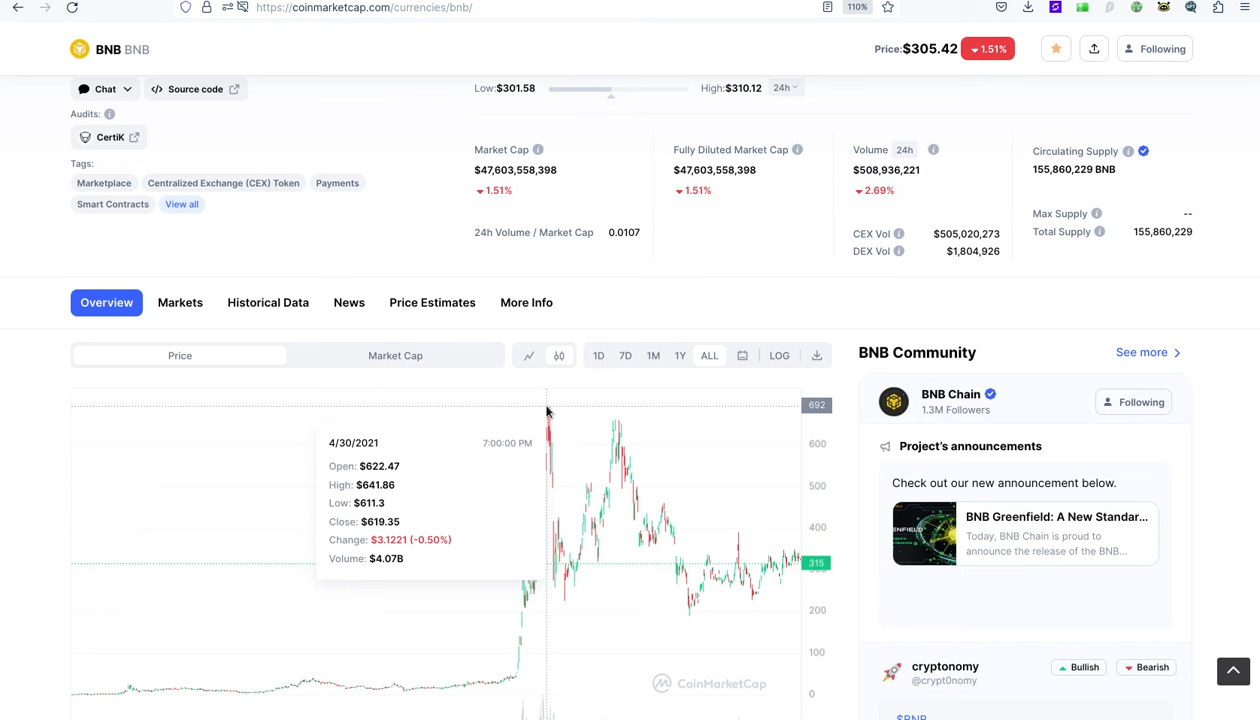 https://coinmarketcap.com/currencies/bnb/
110%
BNB BNB
Price:$305.42 1.51%
Following
Chat
Source code
Low:$301.58
High:$310.12
24h
Audits:
CertiK
Tags:
Marketplace
Centralized Exchange (CEX) Token
Payments
Smart Contracts
View all
Market Cap
$47,603,558,398
1.51%
24h Volume / Market Cap 0.0107
Fully Diluted Market Cap
$47,603,558,398
1.51%
Volume 24h
$508,936,221
2.69%
CEX Vol $505,020,273
DEX Vol $1,804,926
Circulating Supply
155,860,229 BNB
Max Supply --
Total Supply 155,860,229
Overview
Markets
Historical Data
News
Price Estimates
More Info
Price
Market Cap
1D
7D
1M
1Y
ALL
LOG
692
600
500
400
315
200
100
0
4/30/2021 7:00:00 PM
Open: $622.47
High: $641.86
Low: $611.3
Close: $619.35
Change: $3.1221 (-0.50%)
Volume: $4.07B
CoinMarketCap
BNB Community
See more
BNB Chain
1.3M Followers
Following
Project's announcements
Check out our new announcement below.
ENFIELD
BNB Greenfield: A New Standar...
Today, BNB Chain is proud to
announce the release of the BNB...
cryptonomy
@crypt0nomy
Bullish
Bearish
$BNB